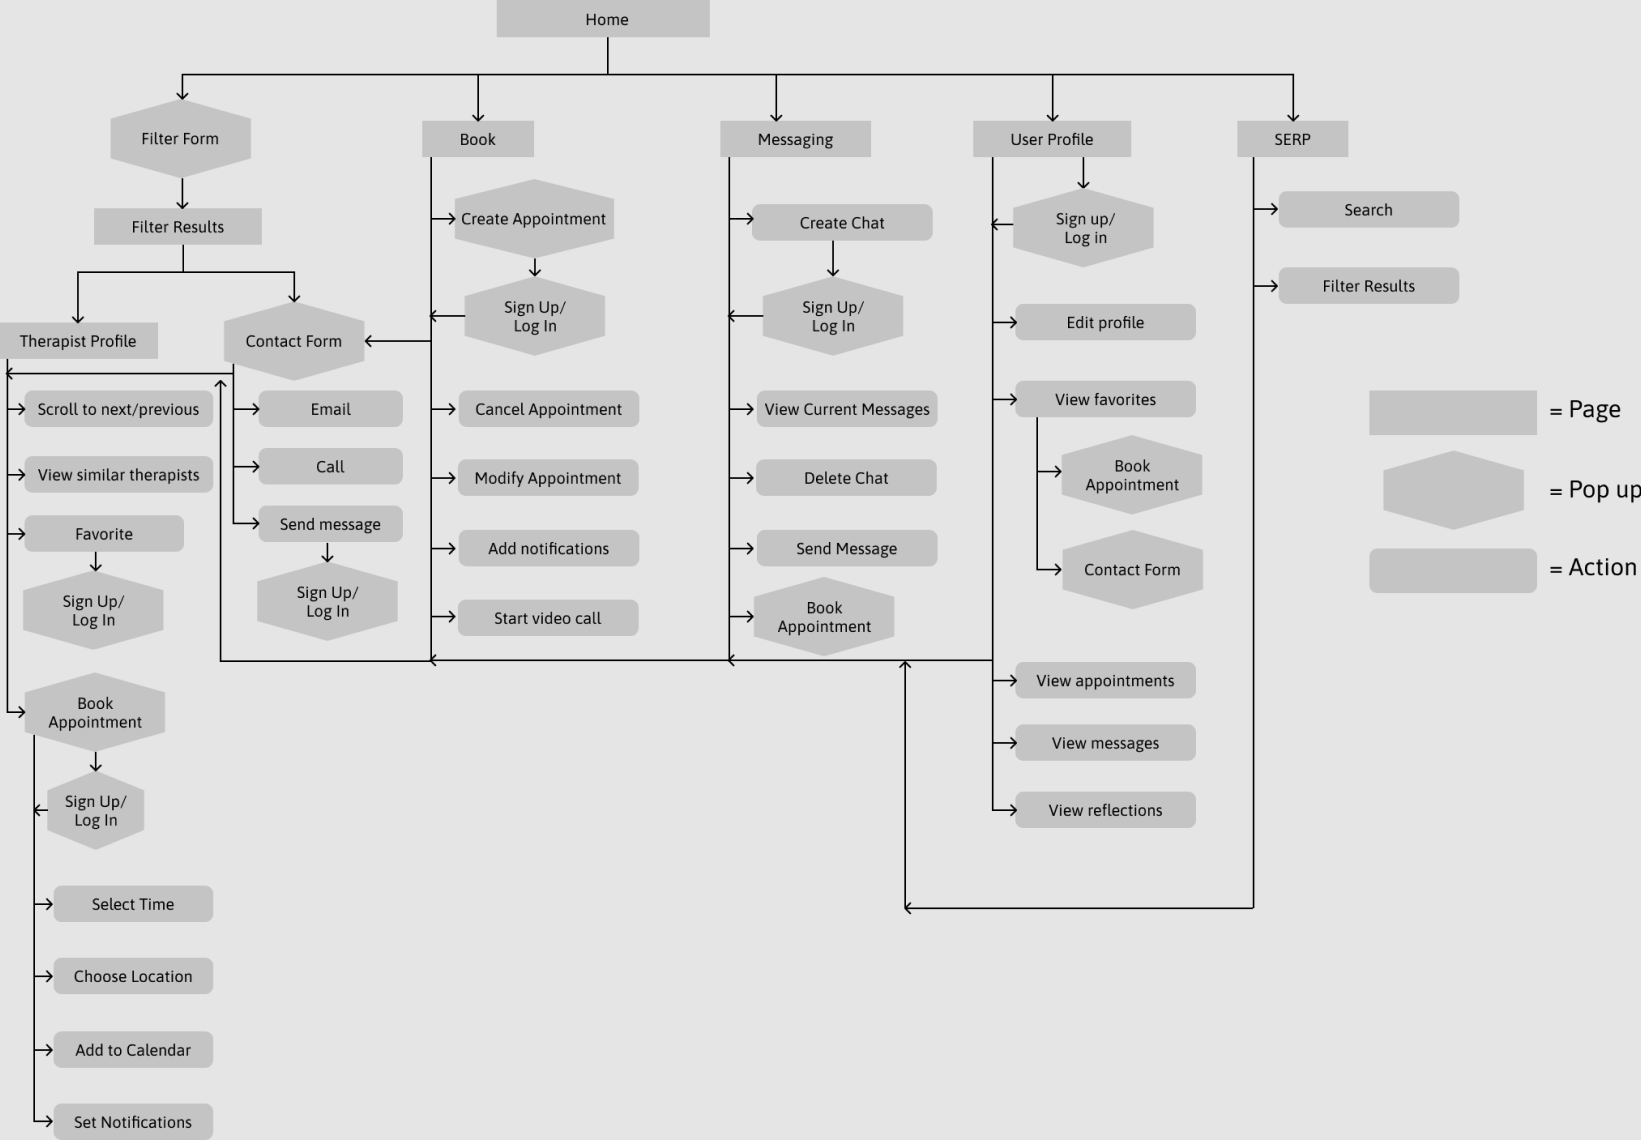 Home
Filter Form
Book
Messaging
User Profile
SERP
Filter Results
Create Appointment
Create Chat
Sign up/
Log in
Search
Filter Results
Therapist Profile
Contact Form
Sign Up/
Log In
Sign Up/
Log In
Edit profile
Scroll to next/previous
Email
Cancel Appointment
View Current Messages
View favorites
= Page
View similar therapists
Call
Modify Appointment
Delete Chat
Book
Appointment
= Pop up
Favorite
Send message
Add notifications
Send Message
Contact Form
= Action
Sign Up/
Log In
Sign Up/
Log In
Start video call
Book
Appointment
Book
Appointment
View appointments
View messages
Sign Up/
Log In
View reflections
Select Time
Choose Location
Add to Calendar
Set Notifications